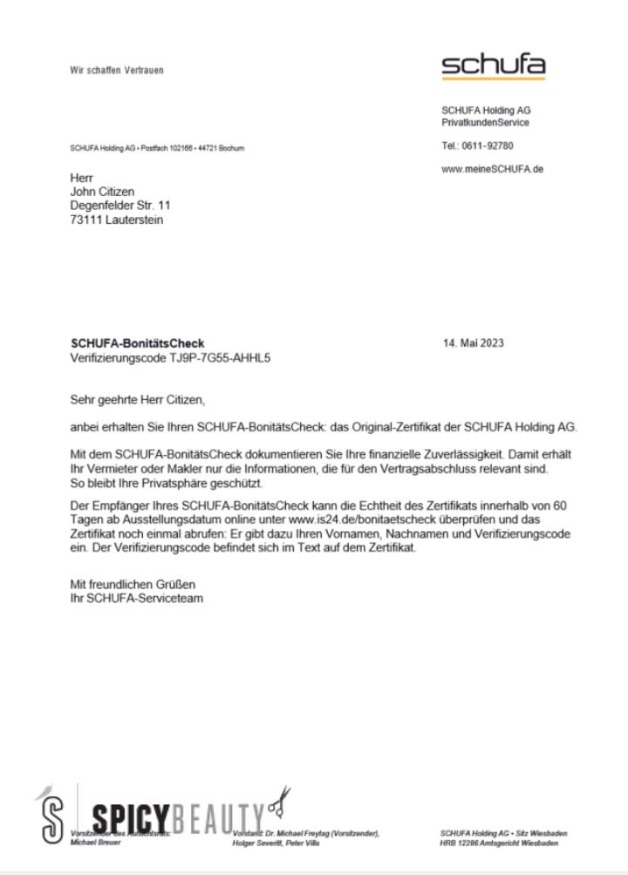 Wir schaffen Vertrauen
schufa
SCHUFA Holding AG
PrivatkundenService
Tel.: 0611-92780
www.meineSCHUFA.de
SCHUFA Holding AG • Postfach 102166 • 44721 Bochum
Herr
John Citizen
Degenfelder Str. 11
73111 Lauterstein
SCHUFA-BonitätsCheck
14. Mai 2023
Verifizierungscode TJ9P-7G55-AHHL5
Sehr geehrte Herr Citizen,
anbei erhalten Sie Ihren SCHUFA-BonitätsCheck: das Original-Zertifikat der SCHUFA Holding AG.
Mit dem SCHUFA-BonitätsCheck dokumentieren Sie Ihre finanzielle Zuverlässigkeit. Damit erhält
Ihr Vermieter oder Makler nur die Informationen, die für den Vertragsabschluss relevant sind.
So bleibt Ihre Privatsphäre geschützt.
Der Empfänger Ihres SCHUFA-BonitätsCheck kann die Echtheit des Zertifikats innerhalb von 60
Tagen ab Ausstellungsdatum online unter www.is24.de/bonitaetscheck überprüfen und das
Zertifikat noch einmal abrufen: Er gibt dazu Ihren Vornamen, Nachnamen und Verifizierungscode
ein. Der Verifizierungscode befindet sich im Text auf dem Zertifikat.
Mit freundlichen Grüßen
Ihr SCHUFA-Serviceteam
S SPICYBEAUTY
Vorsitzender des Aufsichtsrats:
Michael Breuer
Vorstand: Dr. Michael Freytag (Vorsitzender),
Holger Severitt, Peter Villa
SCHUFA Holding AG • Sitz Wiesbaden
HRB 12286 Amtsgericht Wiesbaden